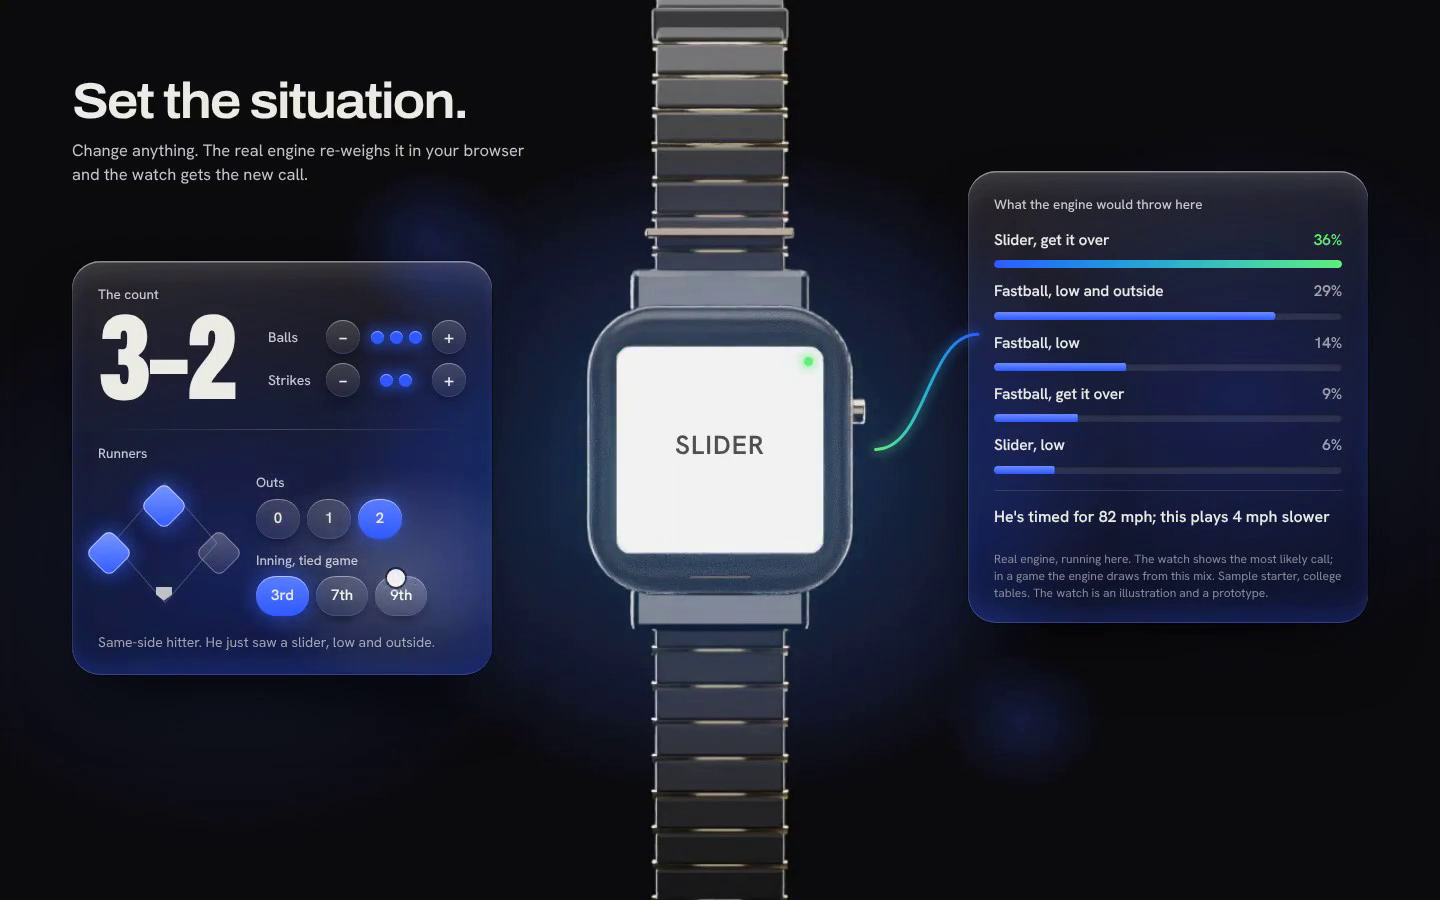 Set the situation.
Change anything. The real engine re-weighs it in your browser
and the watch gets the new call.
The count
3–2
Balls
–
+
Strikes
–
+
Runners
Outs
0
1
2
Inning, tied game
3rd
7th
9th
Same-side hitter. He just saw a slider, low and outside.
SLIDER
What the engine would throw here
Slider, get it over 36%
Fastball, low and outside 29%
Fastball, low 14%
Fastball, get it over 9%
Slider, low 6%
He's timed for 82 mph; this plays 4 mph slower
Real engine, running here. The watch shows the most likely call;
in a game the engine draws from this mix. Sample starter, college
tables. The watch is an illustration and a prototype.